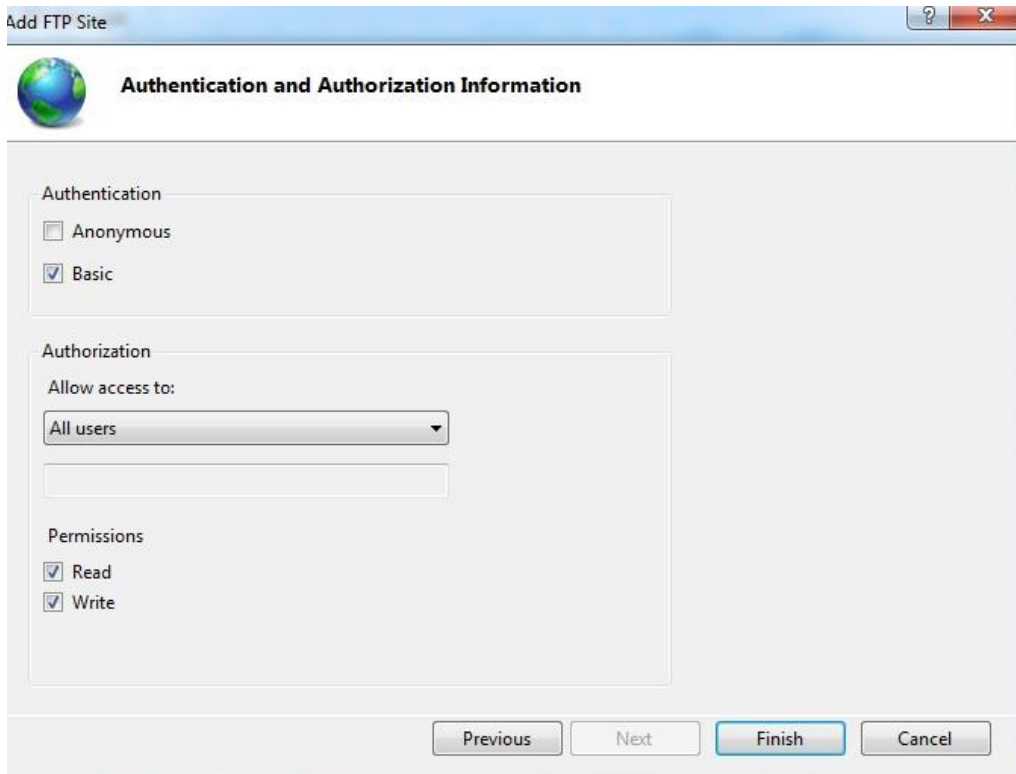 Add FTP Site
?
X
Authentication and Authorization Information
Authentication
Anonymous
Basic
Authorization
Allow access to:
All users
Permissions
Read
Write
Previous Next Finish Cancel